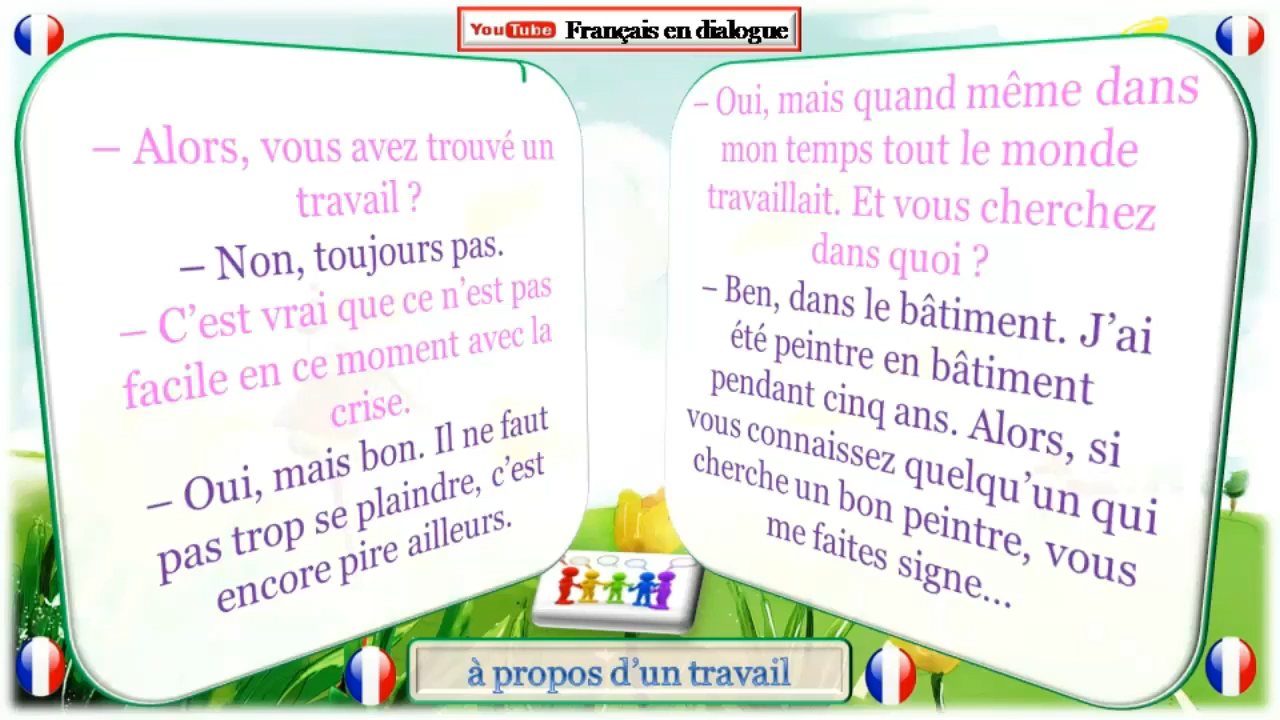 YouTube Français en dialogue
– Alors, vous avez trouvé un
travail ?
– Non, toujours pas.
– C’est vrai que ce n’est pas
facile en ce moment avec la
crise.
– Oui, mais bon. Il ne faut
pas trop se plaindre, c’est
encore pire ailleurs.
– Oui, mais quand même dans
mon temps tout le monde
travaillait. Et vous cherchez
dans quoi ?
– Ben, dans le bâtiment. J’ai
été peintre en bâtiment
pendant cinq ans. Alors, si
vous connaissez quelqu’un qui
cherche un bon peintre, vous
me faites signe...
à propos d’un travail